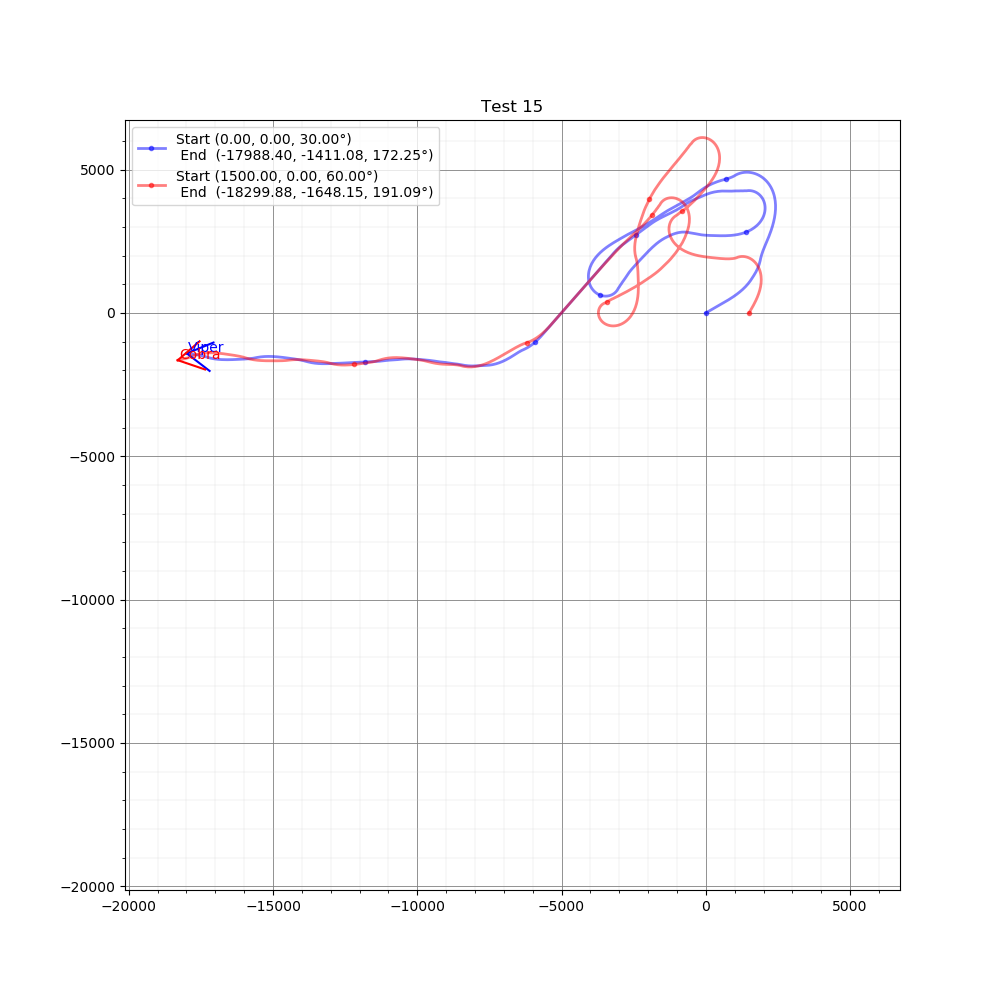 Test 15
Start (0.00, 0.00, 30.00°)
End  (-17988.40, -1411.08, 172.25°)
Start (1500.00, 0.00, 60.00°)
End  (-18299.88, -1648.15, 191.09°)
5000
0
−5000
−10000
−15000
−20000
Viper
Cobra
−20000
−15000
−10000
−5000
0
5000